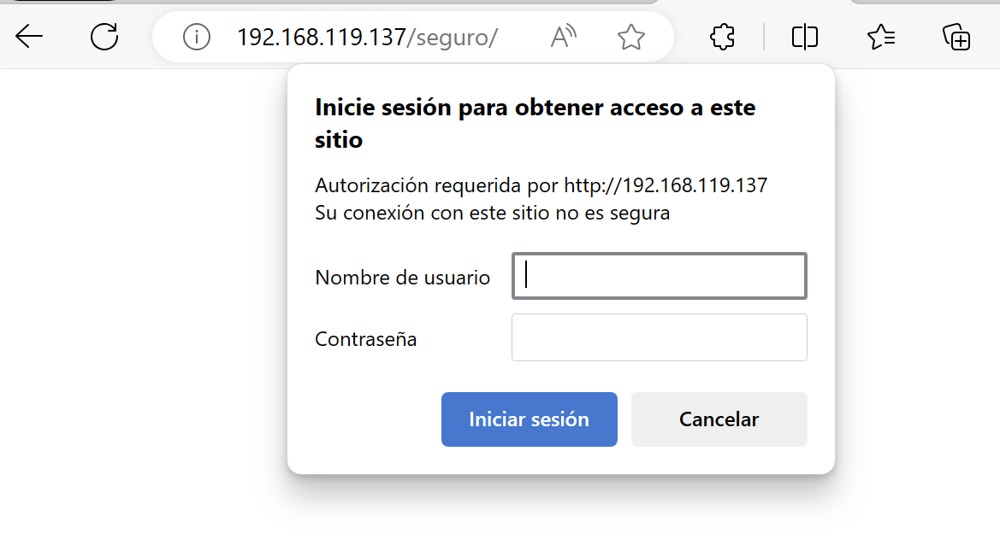 192.168.119.137/seguro/
Inicie sesión para obtener acceso a este
sitio
Autorización requerida por http://192.168.119.137
Su conexión con este sitio no es segura
Nombre de usuario
Contraseña
Iniciar sesión
Cancelar